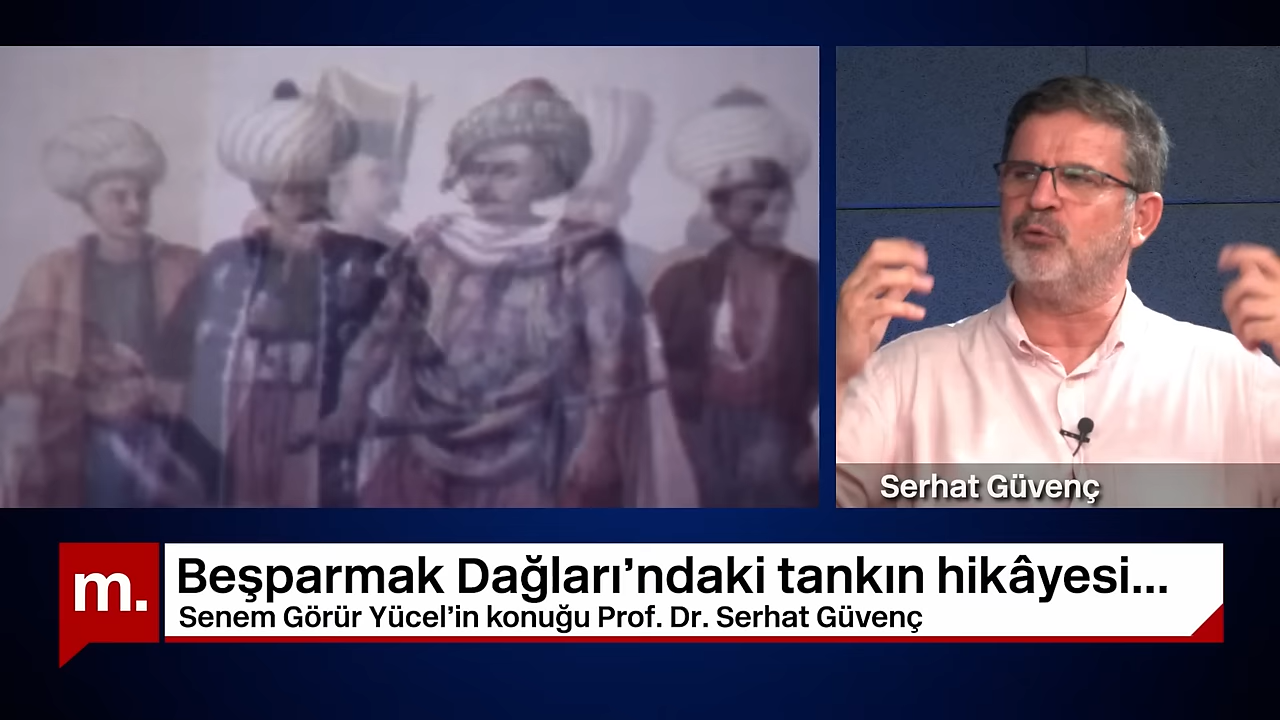 Serhat Güvenç
m.
Beşparmak Dağları’ndaki tankın hikâyesi...
Senem Görür Yücel’in konuğu Prof. Dr. Serhat Güvenç